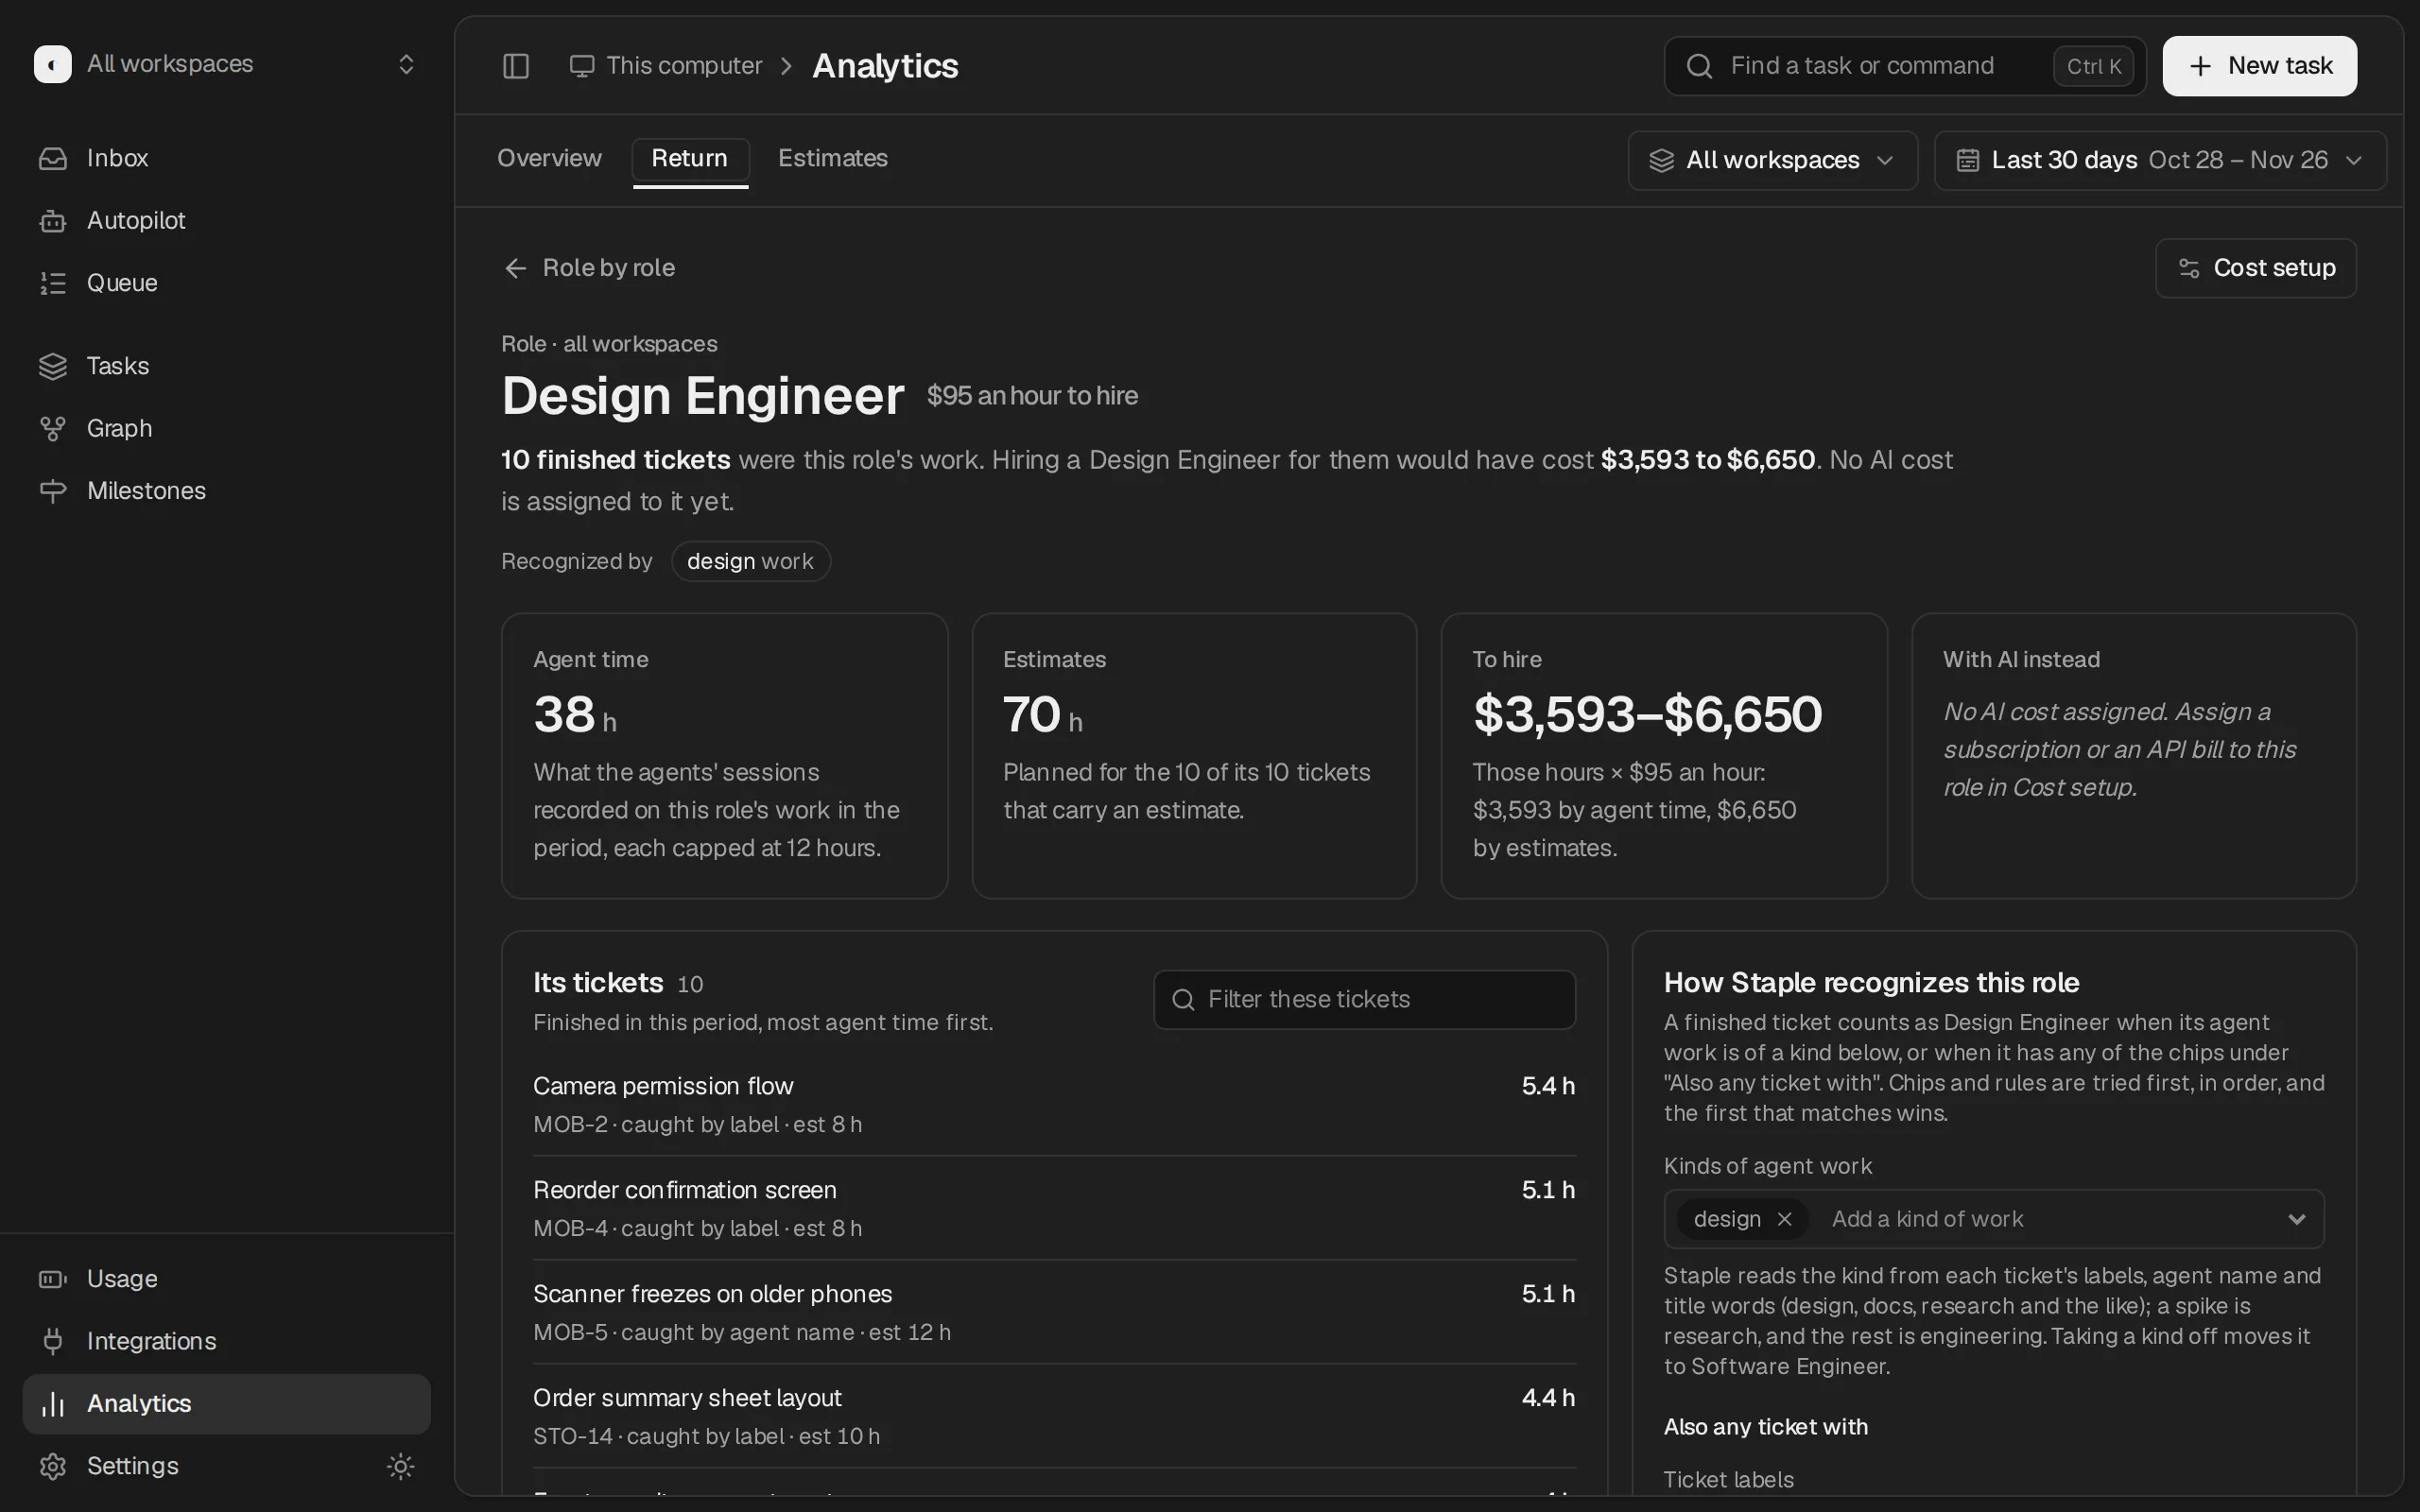 All workspaces
Inbox
Autopilot
Queue
Tasks
Graph
Milestones
Usage
Integrations
Analytics
Settings
This computer
Analytics
Find a task or command
Ctrl K
New task
Overview
Return
Estimates
All workspaces
Last 30 days Oct 28 – Nov 26
Role by role
Cost setup
Role · all workspaces
Design Engineer $95 an hour to hire
10 finished tickets were this role's work. Hiring a Design Engineer for them would have cost $3,593 to $6,650. No AI cost
is assigned to it yet.
Recognized by design work
Agent time
38 h
What the agents' sessions
recorded on this role's work in the
period, each capped at 12 hours.
Estimates
70 h
Planned for the 10 of its 10 tickets
that carry an estimate.
To hire
$3,593–$6,650
Those hours × $95 an hour:
$3,593 by agent time, $6,650
by estimates.
With AI instead
No AI cost assigned. Assign a
subscription or an API bill to this
role in Cost setup.
Its tickets 10
Finished in this period, most agent time first.
Filter these tickets
Camera permission flow 5.4 h
MOB-2 · caught by label · est 8 h
Reorder confirmation screen 5.1 h
MOB-4 · caught by label · est 8 h
Scanner freezes on older phones 5.1 h
MOB-5 · caught by agent name · est 12 h
Order summary sheet layout 4.4 h
STO-14 · caught by label · est 10 h
How Staple recognizes this role
A finished ticket counts as Design Engineer when its agent
work is of a kind below, or when it has any of the chips under
"Also any ticket with". Chips and rules are tried first, in order, and
the first that matches wins.
Kinds of agent work
design Add a kind of work
Staple reads the kind from each ticket's labels, agent name and
title words (design, docs, research and the like); a spike is
research, and the rest is engineering. Taking a kind off moves it
to Software Engineer.
Also any ticket with
Ticket labels